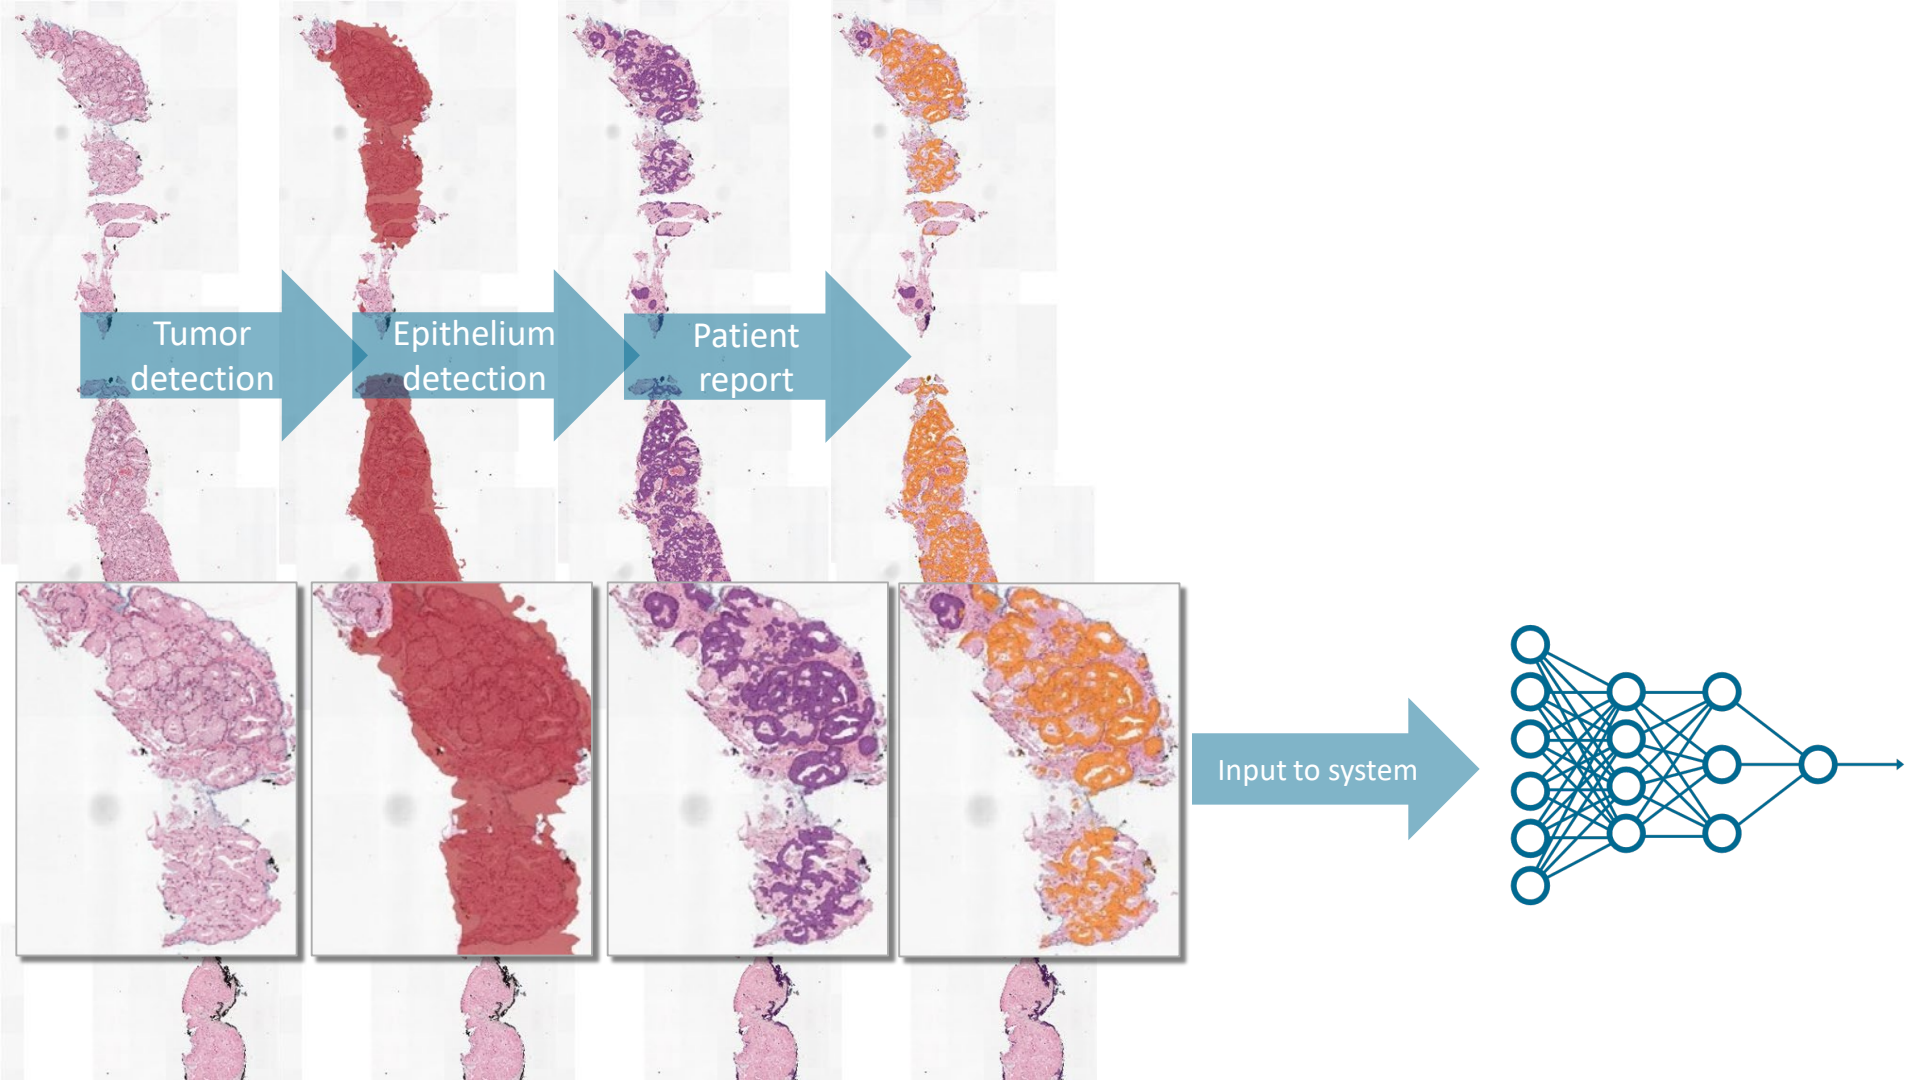 Tumor
detection
Epithelium
detection
Patient
report
Input to system